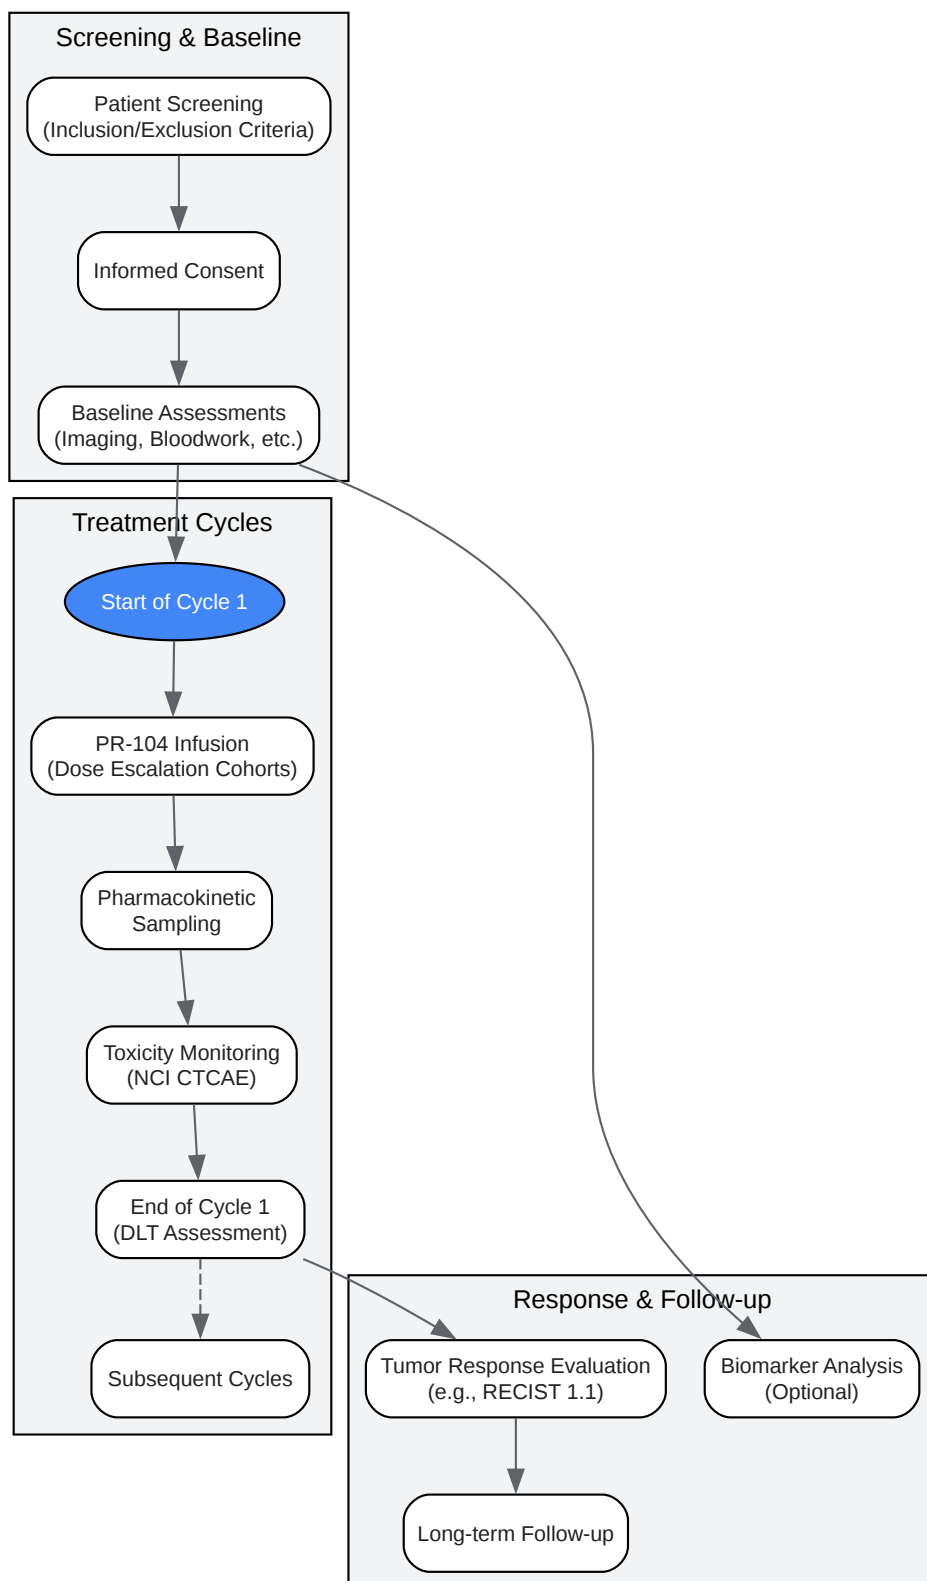 Screening & Baseline
Patient Screening
(Inclusion/Exclusion Criteria)
Informed Consent
Baseline Assessments
(Imaging, Bloodwork, etc.)
Treatment Cycles
Start of Cycle 1
PR-104 Infusion
(Dose Escalation Cohorts)
Pharmacokinetic
Sampling
Toxicity Monitoring
(NCI CTCAE)
End of Cycle 1
(DLT Assessment)
Subsequent Cycles
Response & Follow-up
Tumor Response Evaluation
(e.g., RECIST 1.1)
Biomarker Analysis
(Optional)
Long-term Follow-up